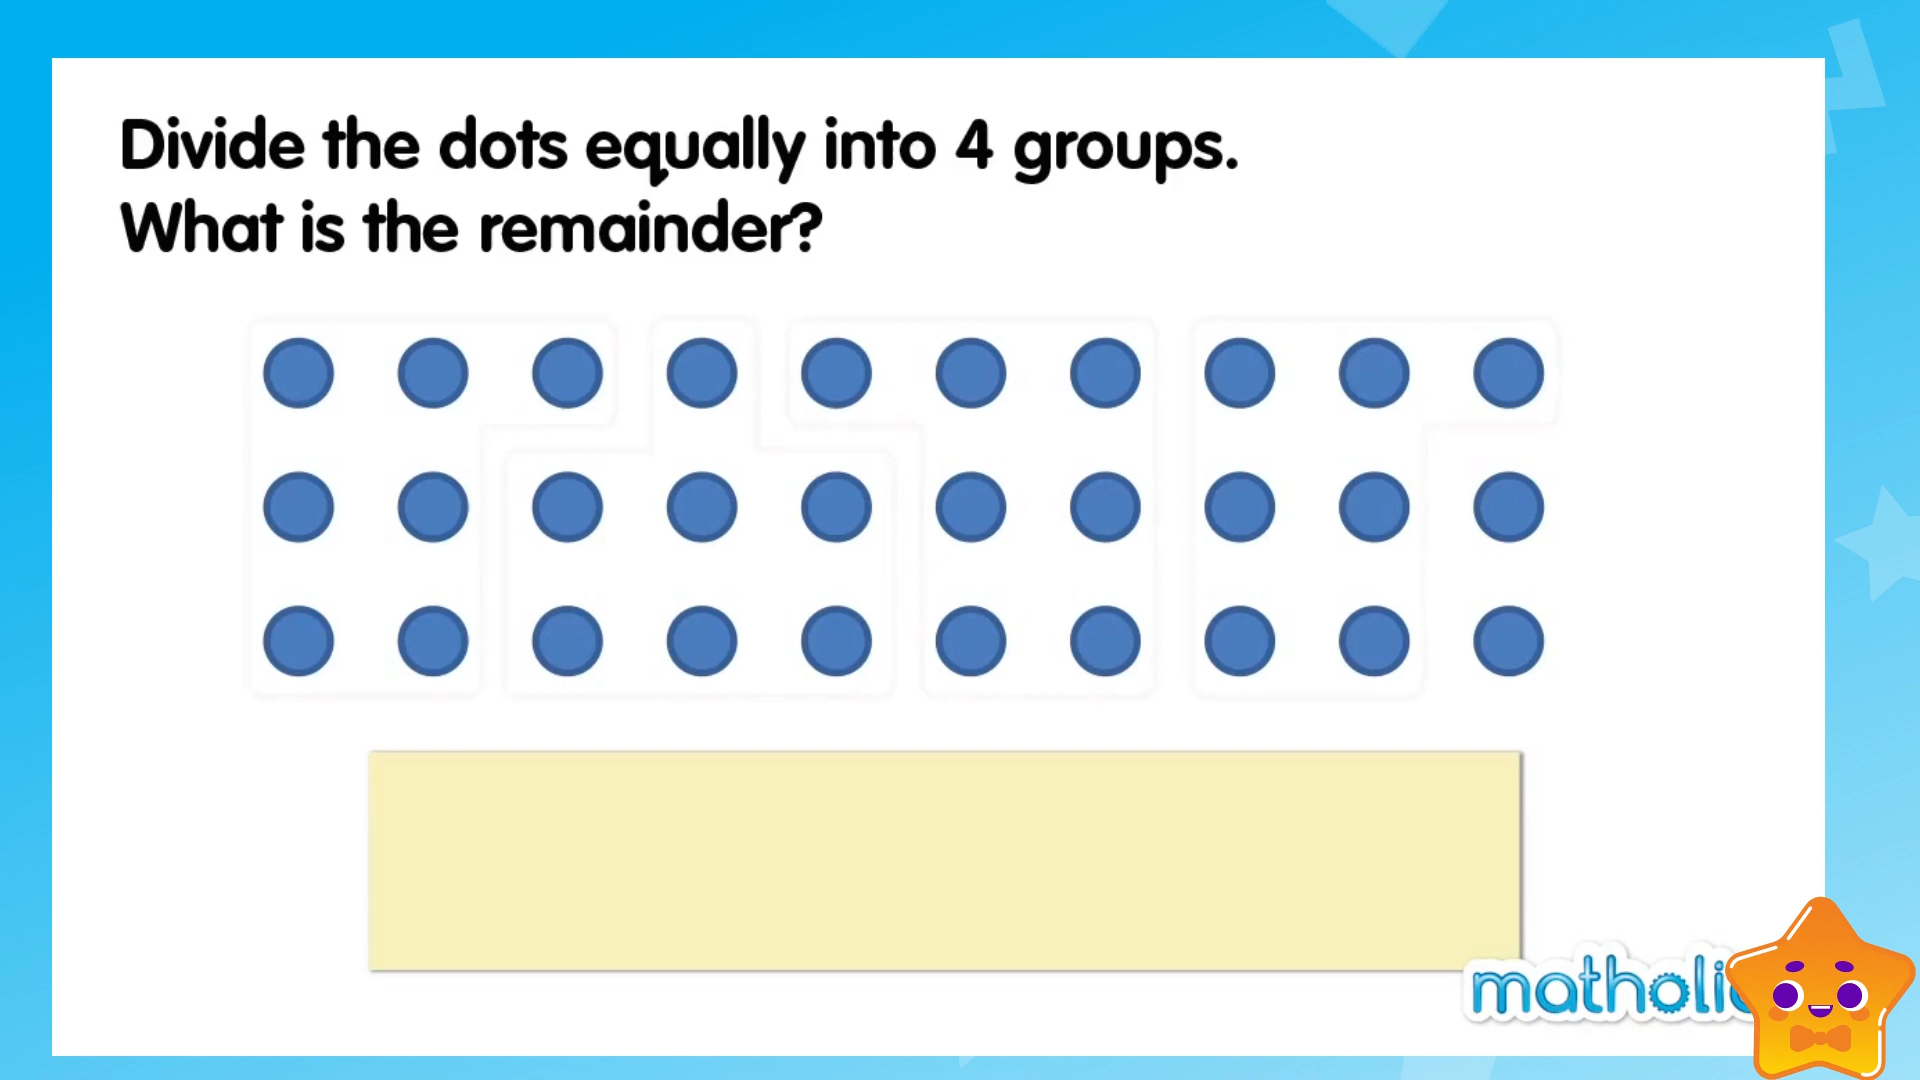 Divide the dots equally into 4 groups.
What is the remainder?
matholi